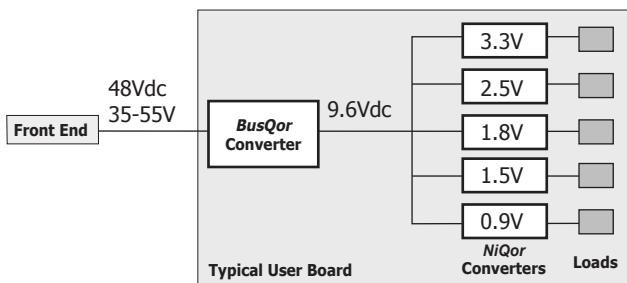 Front End
48Vdc
35-55V
BusQor
Converter
9.6Vdc
3.3V
2.5V
1.8V
1.5V
0.9V
NiQor
Converters
Loads
Typical User Board